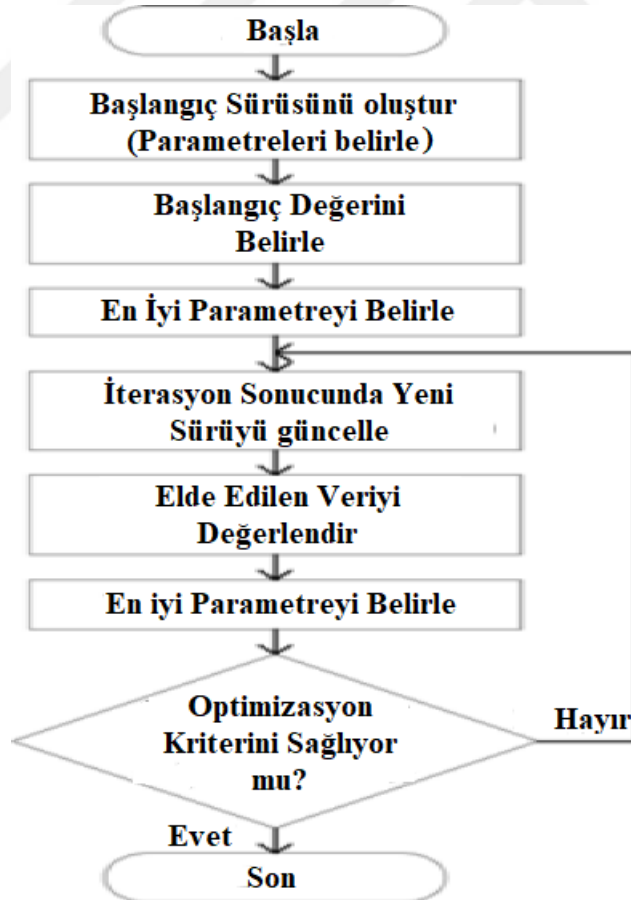 Başla
Başlangıç Sürüsünü oluştur
(Parametreleri belirle)
Başlangıç Değerini
Belirle
En İyi Parametreyi Belirle
İterasyon Sonucunda Yeni
Sürüyü güncelle
Elde Edilen Veriyi
Değerlendir
En iyi Parametreyi Belirle
Optimizasyon
Kriterini Sağlıyor
mu?
Hayır
Evet
Son